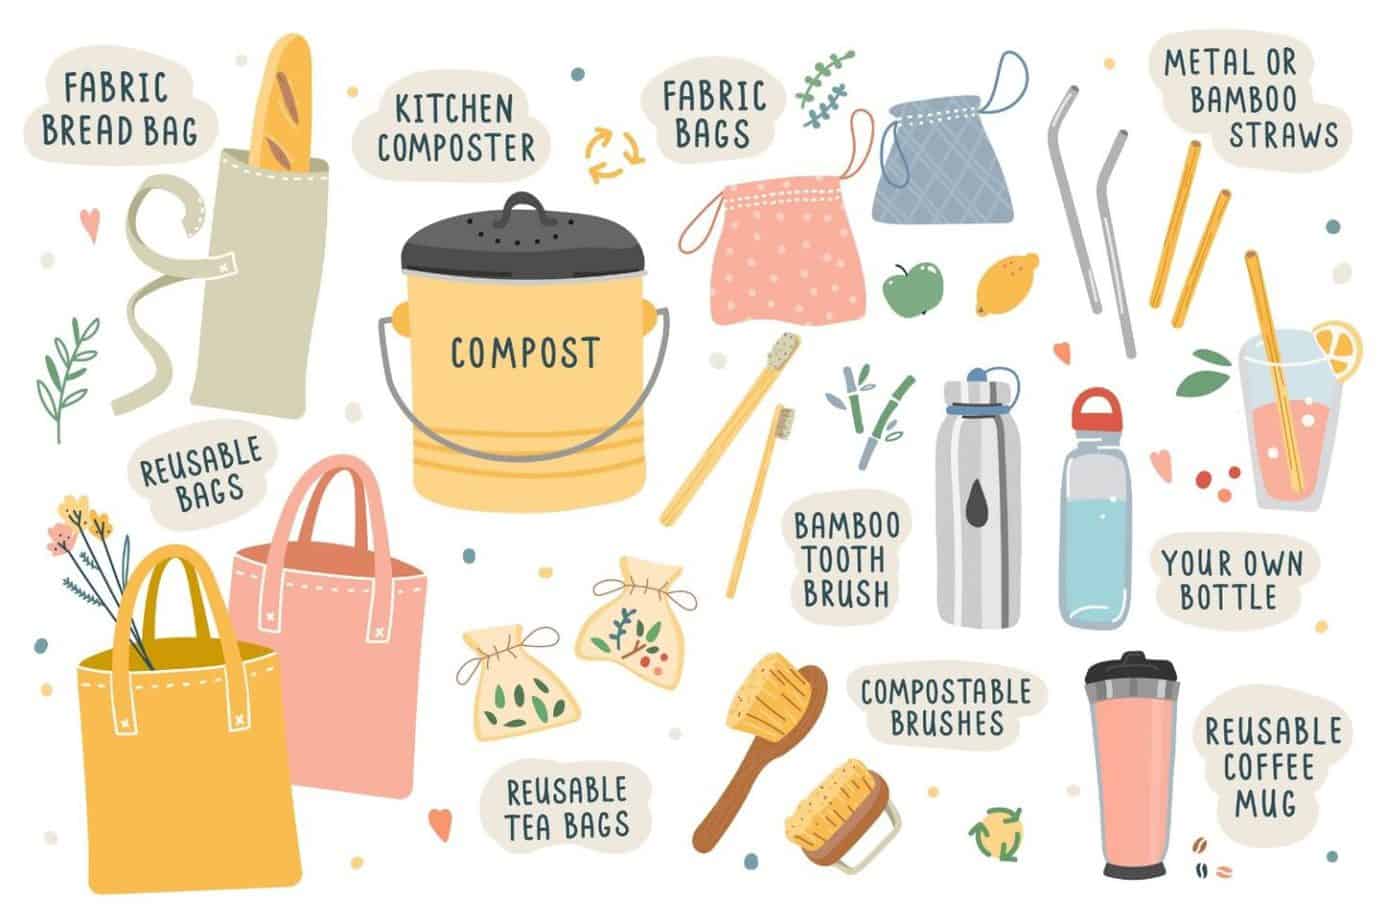 FABRIC
BREAD BAG
KITCHEN
COMPOSTER
FABRIC
BAGS
METAL OR
BAMBOO
STRAWS
COMPOST
REUSABLE
BAGS
BAMBOO
TOOTH
BRUSH
YOUR OWN
BOTTLE
COMPOSTABLE
BRUSHES
REUSABLE
COFFEE
MUG
REUSABLE
TEA BAGS